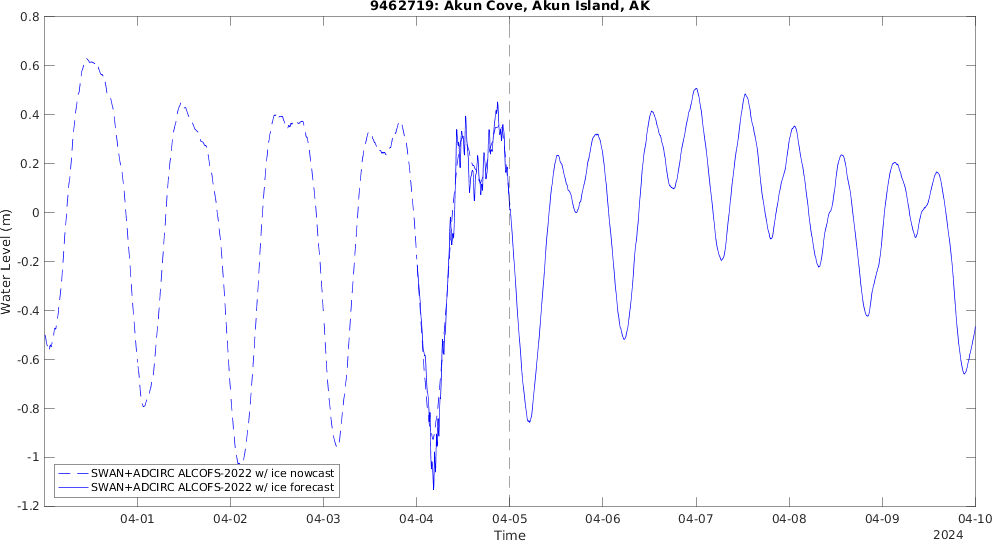 9462719: Akun Cove, Akun Island, AK
0.8
0.6
0.4
0.2
0
-0.2
-0.4
-0.6
-0.8
-1
-1.2
Water Level (m)
SWAN+ADCIRC ALCOFS-2022 w/ ice nowcast
SWAN+ADCIRC ALCOFS-2022 w/ ice forecast
04-01 04-02 04-03 04-04 04-05 04-06 04-07 04-08 04-09 04-10
Time
2024